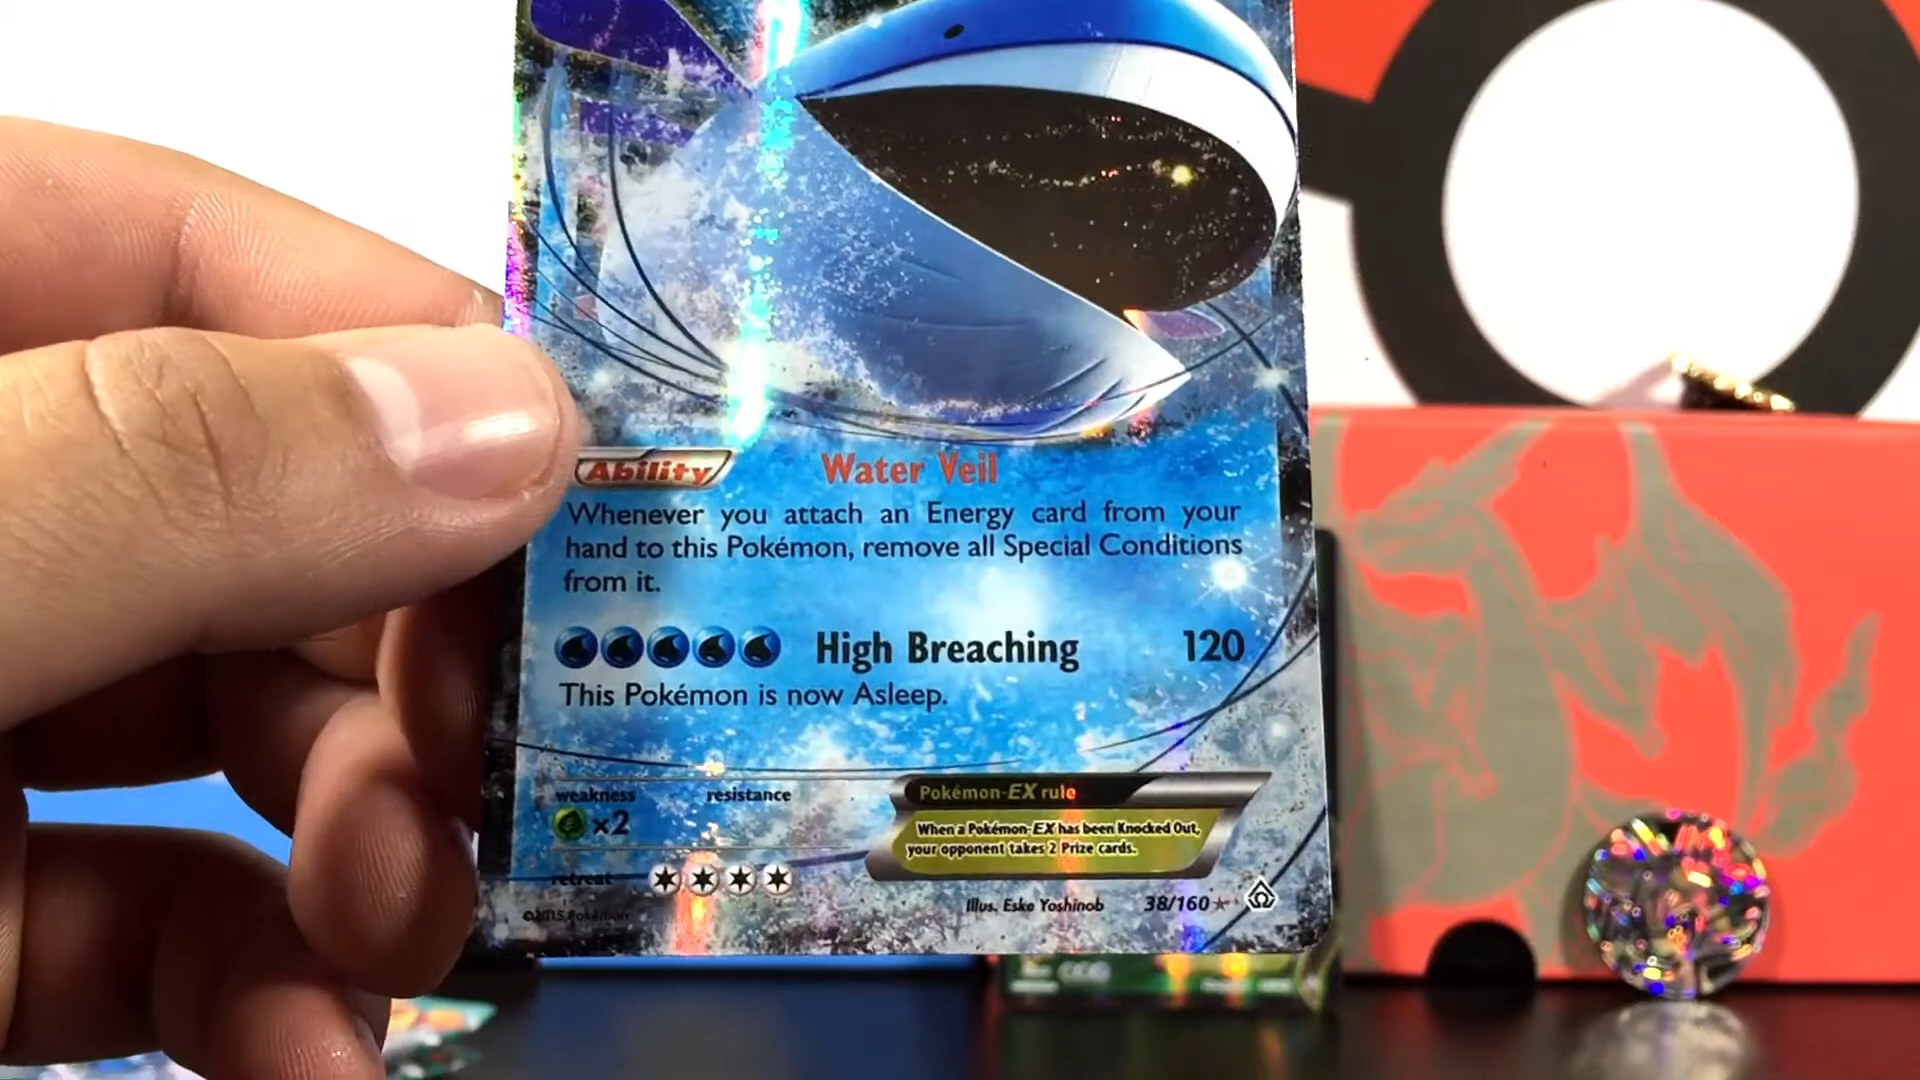 Ability Water Veil
Whenever you attach an Energy card from your
hand to this Pokémon, remove all Special Conditions
from it.
High Breaching 120
This Pokémon is now Asleep.
weakness resistance
×2
Pokémon-EX rule
When a Pokémon-EX has been Knocked Out,
your opponent takes 2 Prize cards.
retreat
©2015 Pokémon
Illus. Eske Yoshinob 38/160